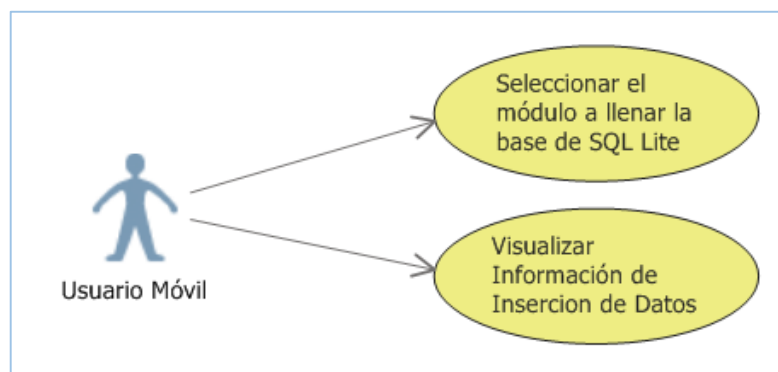 Seleccionar el
módulo a llenar la
base de SQL Lite
Usuario Móvil
Visualizar
Información de
Insercion de Datos